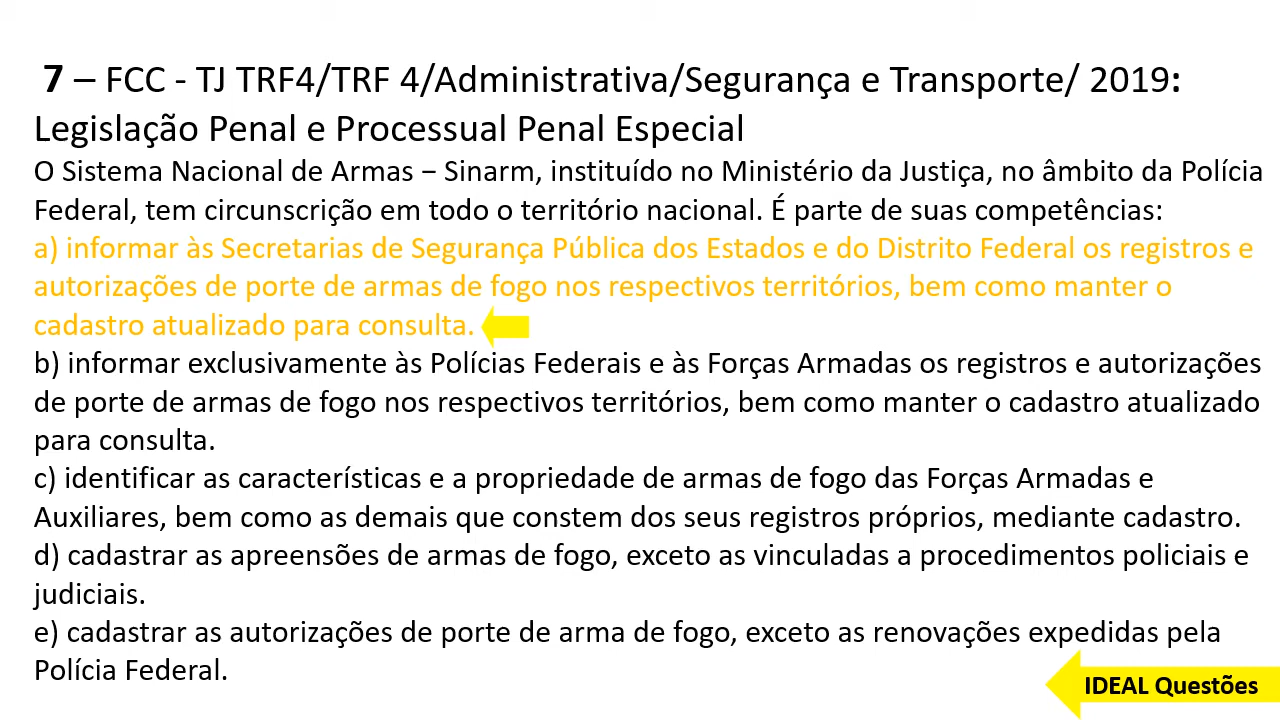 7 – FCC - TJ TRF4/TRF 4/Administrativa/Segurança e Transporte/ 2019:
Legislação Penal e Processual Penal Especial
O Sistema Nacional de Armas − Sinarm, instituído no Ministério da Justiça, no âmbito da Polícia
Federal, tem circunscrição em todo o território nacional. É parte de suas competências:
a) informar às Secretarias de Segurança Pública dos Estados e do Distrito Federal os registros e
autorizações de porte de armas de fogo nos respectivos territórios, bem como manter o
cadastro atualizado para consulta.
b) informar exclusivamente às Polícias Federais e às Forças Armadas os registros e autorizações
de porte de armas de fogo nos respectivos territórios, bem como manter o cadastro atualizado
para consulta.
c) identificar as características e a propriedade de armas de fogo das Forças Armadas e
Auxiliares, bem como as demais que constem dos seus registros próprios, mediante cadastro.
d) cadastrar as apreensões de armas de fogo, exceto as vinculadas a procedimentos policiais e
judiciais.
e) cadastrar as autorizações de porte de arma de fogo, exceto as renovações expedidas pela
Polícia Federal.
IDEAL Questões